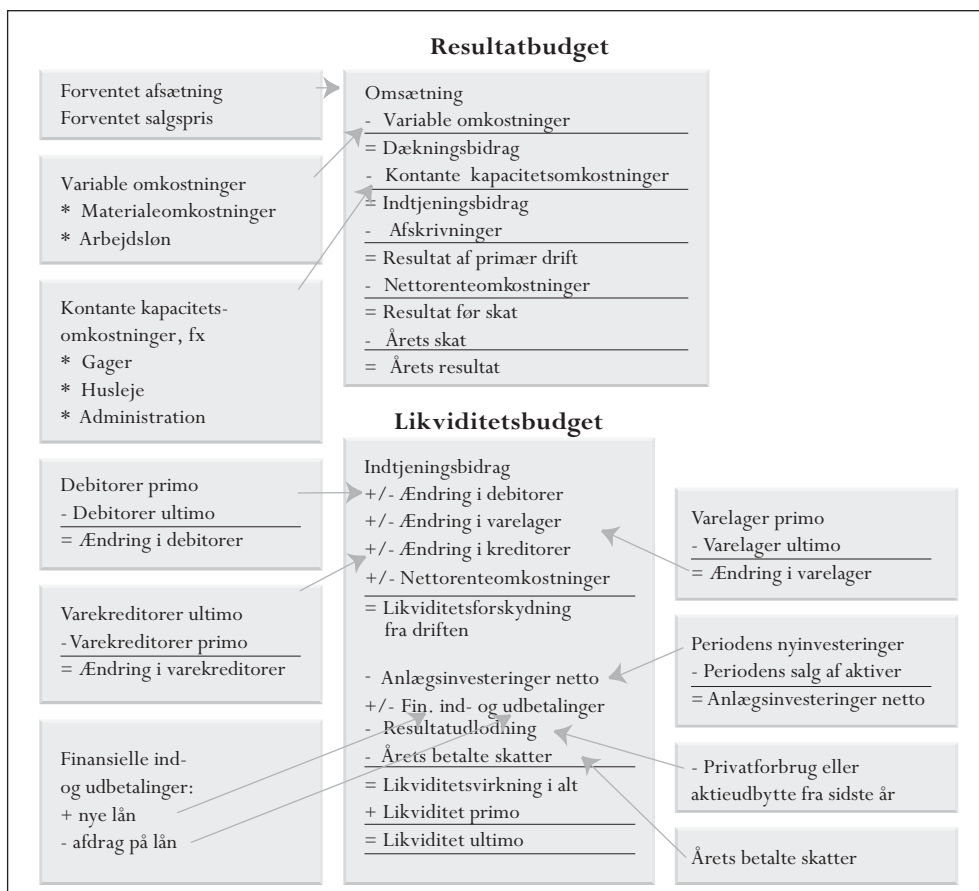 Resultatbudget
Forventet afsætning
Forventet salgspris
Variable omkostninger
* Materialeomkostninger
* Arbejdsløn
Kontante kapacitets-
omkostninger, fx
* Gager
* Husleje
* Administration
Omsætning
- Variable omkostninger
= Dækningsbidrag
- Kontante kapacitetsomkostninger
= Indtjeningsbidrag
- Afskrivninger
= Resultat af primær drift
- Nettorenteomkostninger
= Resultat før skat
- Årets skat
= Årets resultat
Likviditetsbudget
Debitorer primo
- Debitorer ultimo
= Ændring i debitorer
Varekreditorer ultimo
- Varekreditorer primo
= Ændring i varekreditorer
Finansielle ind-
og udbetalinger:
+ nye lån
- afdrag på lån
Indtjeningsbidrag
+/- Ændring i debitorer
+/- Ændring i varelager
+/- Ændring i kreditorer
+/- Nettorenteomkostninger
= Likviditetsforskydning
fra driften
- Anlægsinvesteringer netto
+/- Fin. ind- og udbetalinger
- Resultatudlodning
- Årets betalte skatter
= Likviditetsvirkning i alt
+ Likviditet primo
= Likviditet ultimo
Varelager primo
- Varelager ultimo
= Ændring i varelager
Periodens nyinvesteringer
- Periodens salg af aktiver
= Anlægsinvesteringer netto
- Privatforbrug eller
aktieudbytte fra sidste år
Årets betalte skatter